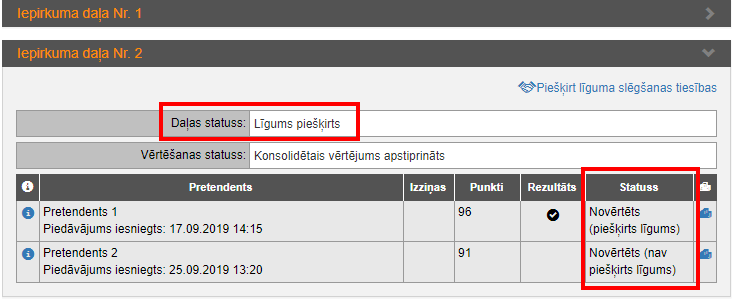 Iepirkuma daļa Nr. 1
Iepirkuma daļa Nr. 2
Piešķirt līguma slēgšanas tiesības
Daļas statuss: Līgums piešķirts
Vērtēšanas statuss: Konsolidētais vērtējums apstiprināts
Pretendents Izziņas Punkti Rezultāts Statuss
Pretendents 1 96 Novērtēts
Piedāvājums iesniegts: 17.09.2019 14:15 (piešķirts līgums)
Pretendents 2 91 Novērtēts (nav
Piedāvājums iesniegts: 25.09.2019 13:20 piešķirts līgums)